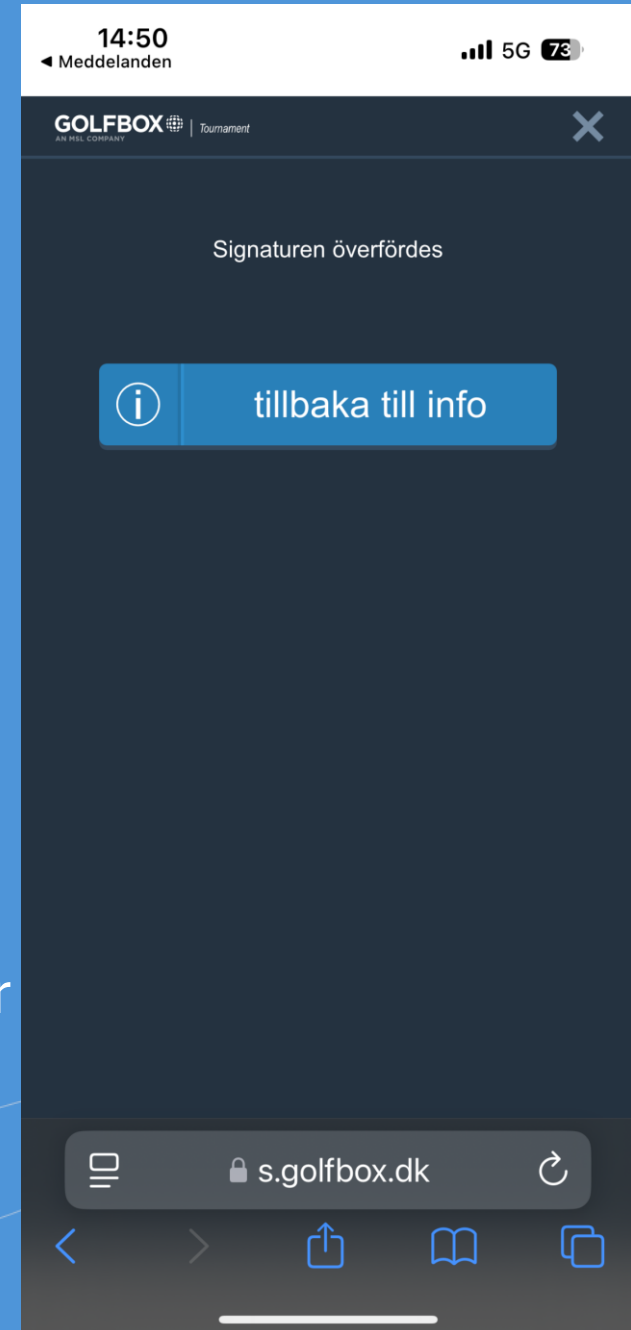 14:50
◀ Meddelanden
5G 73
GOLFBOX | Tournament
AN MSL COMPANY
Signaturen överfördes
tillbaka till info
r
s.golfbox.dk